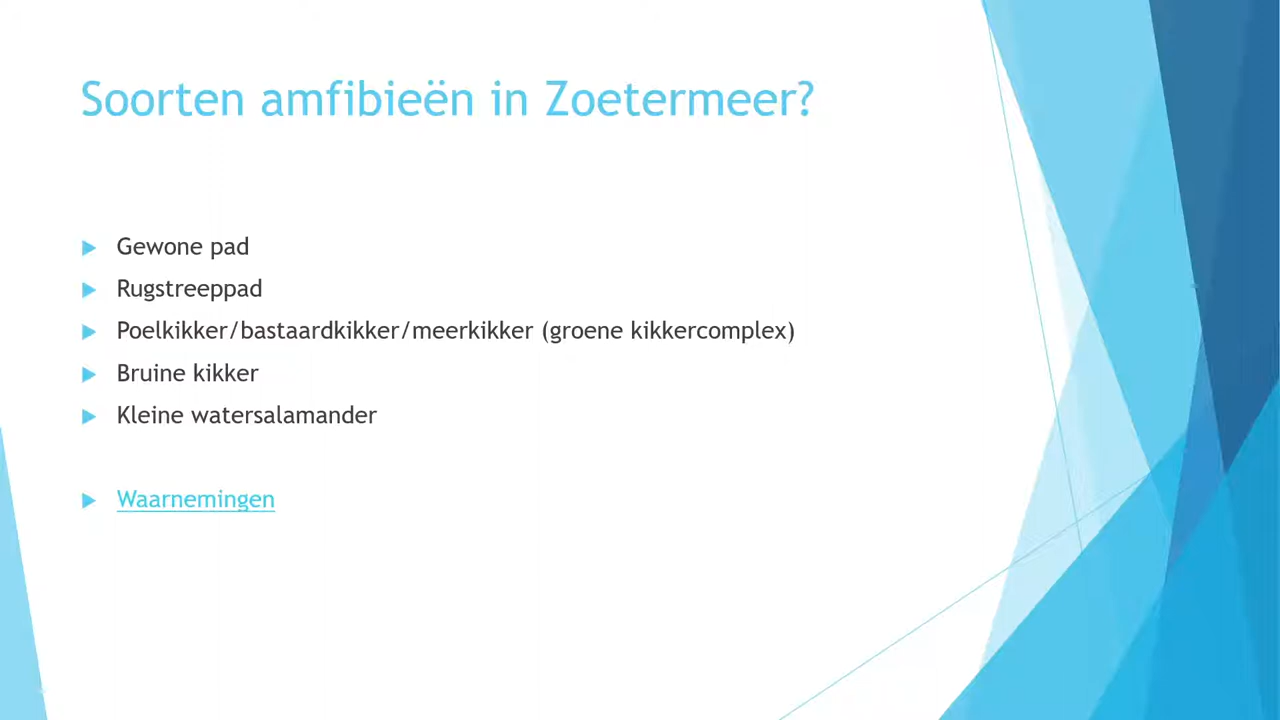 Soorten amfibieën in Zoetermeer?
Gewone pad
Rugstreeppad
Poelkikker/bastaardkikker/meerkikker (groene kikkercomplex)
Bruine kikker
Kleine watersalamander
Waarnemingen